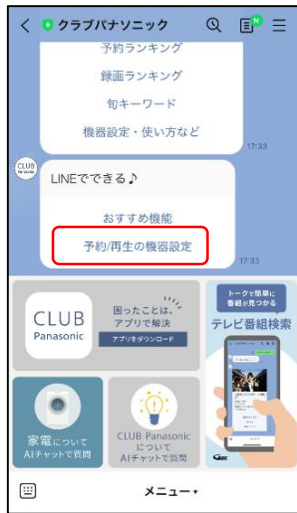 クラブパナソニック
N
予約ランキング
録画ランキング
旬キーワード
機器設定・使い方など
17:33
CLUB
Panasonic
LINEでできる♪
おすすめ機能
予約/再生の機器設定
17:33
CLUB
Panasonic
困ったことは、
アプリで解決
アプリをダウンロード
トークで簡単に
番組が見つかる
テレビ番組検索
家電について
AIチャットで質問
CLUB Panasonic
について
AIチャットで質問
メニュー▾